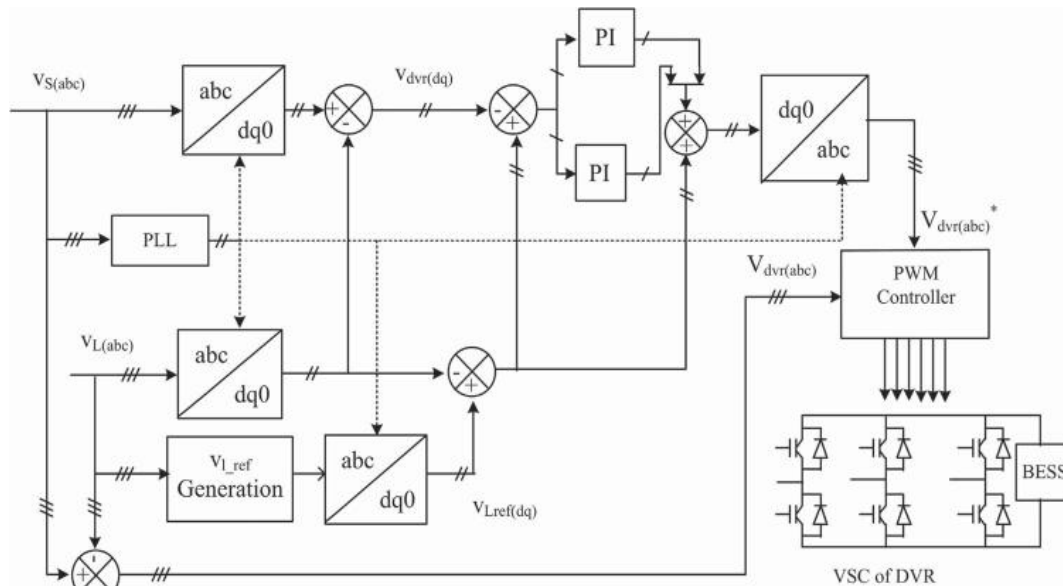 PI
v_S(abc)
v_dvr(dq)
abc
dq0
+
-
-
+
+
+
dq0
abc
PI
V_dvr(abc)*
PLL
V_dvr(abc)
PWM
Controller
v_L(abc)
abc
dq0
-
+
v_l_ref
Generation
abc
dq0
v_Lref(dq)
BESS
-
+
VSC of DVR